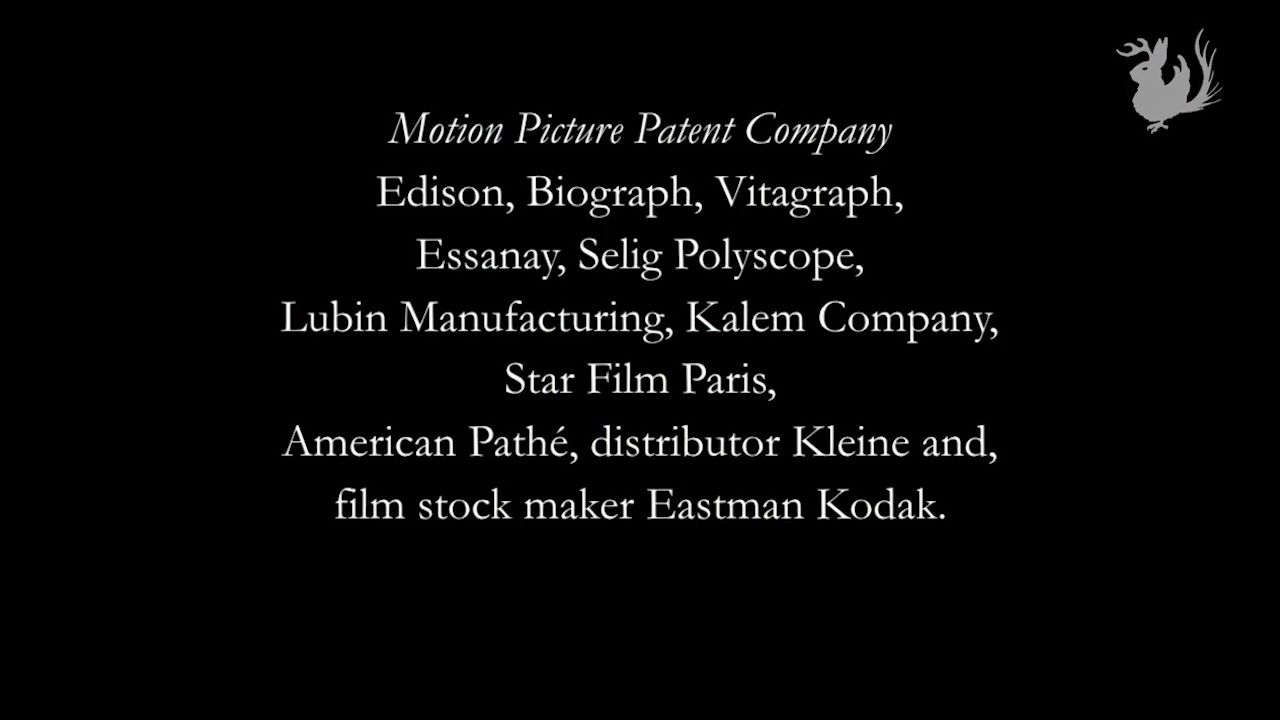 Motion Picture Patent Company
Edison, Biograph, Vitagraph,
Essanay, Selig Polyscope,
Lubin Manufacturing, Kalem Company,
Star Film Paris,
American Pathé, distributor Kleine and,
film stock maker Eastman Kodak.